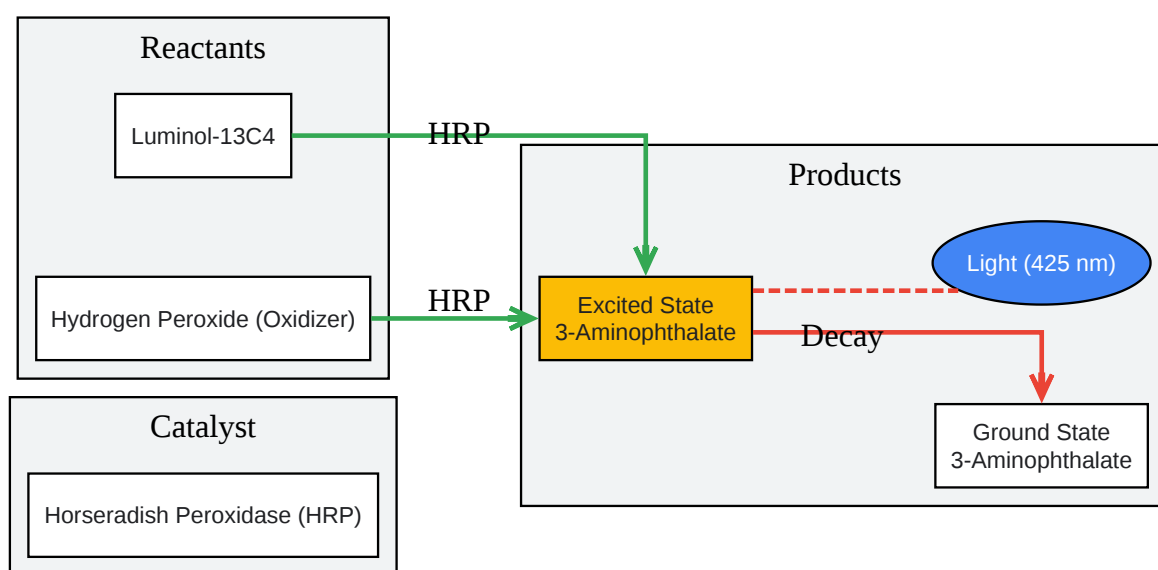 Reactants
Luminol-13C4
HRP
Products
Light (425 nm)
Hydrogen Peroxide (Oxidizer)
HRP
Excited State
3-Aminophthalate
Decay
Catalyst
Ground State
3-Aminophthalate
Horseradish Peroxidase (HRP)